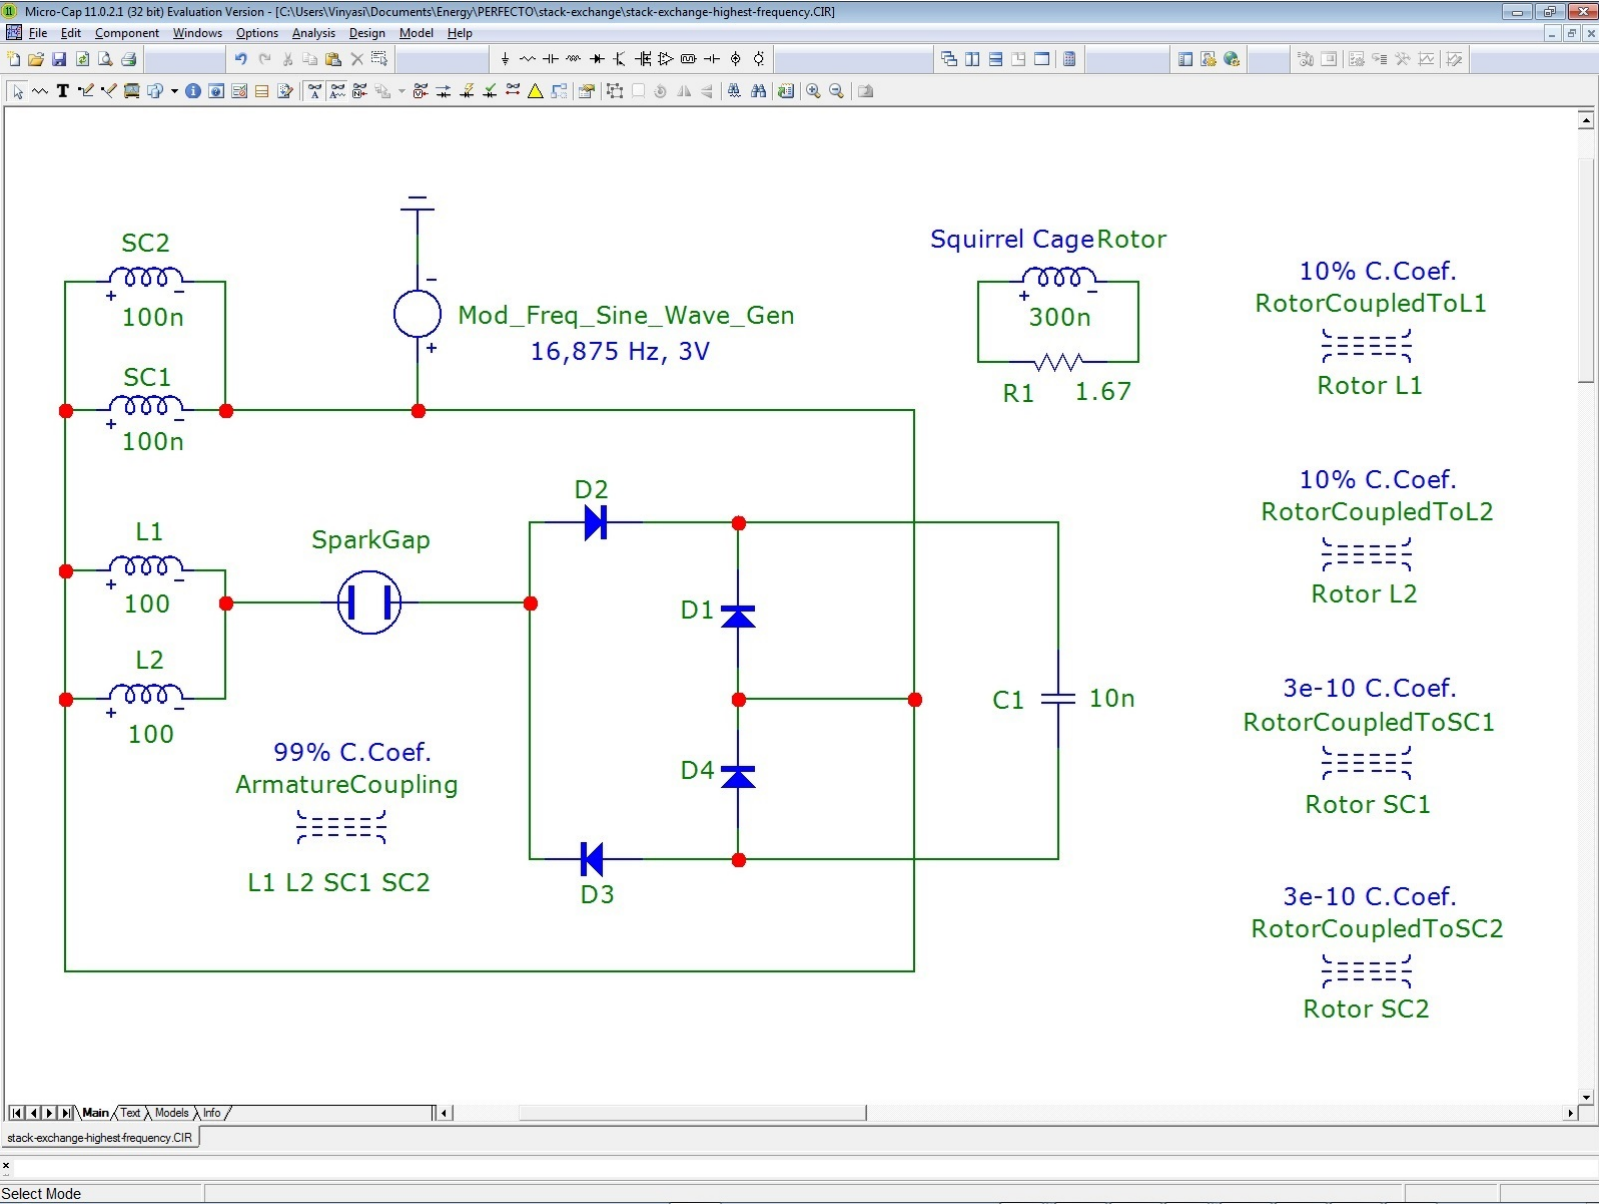 Micro-Cap 11.0.2.1 (32 bit) Evaluation Version - [C:\Users\Vinyasi\Documents\Energy\PERFECTO\stack-exchange\stack-exchange-highest-frequency.CIR]
File Edit Component Windows Options Analysis Design Model Help
SC2
100n
SC1
100n
Mod_Freq_Sine_Wave_Gen
16,875 Hz, 3V
Squirrel CageRotor
300n
R1 1.67
10% C.Coef.
RotorCoupledToL1
Rotor L1
L1
100
L2
100
SparkGap
D2
D1
D4
D3
C1 10n
99% C.Coef.
ArmatureCoupling
L1 L2 SC1 SC2
10% C.Coef.
RotorCoupledToL2
Rotor L2
3e-10 C.Coef.
RotorCoupledToSC1
Rotor SC1
3e-10 C.Coef.
RotorCoupledToSC2
Rotor SC2
Main Text Models Info
stack-exchange-highest-frequency.CIR
Select Mode